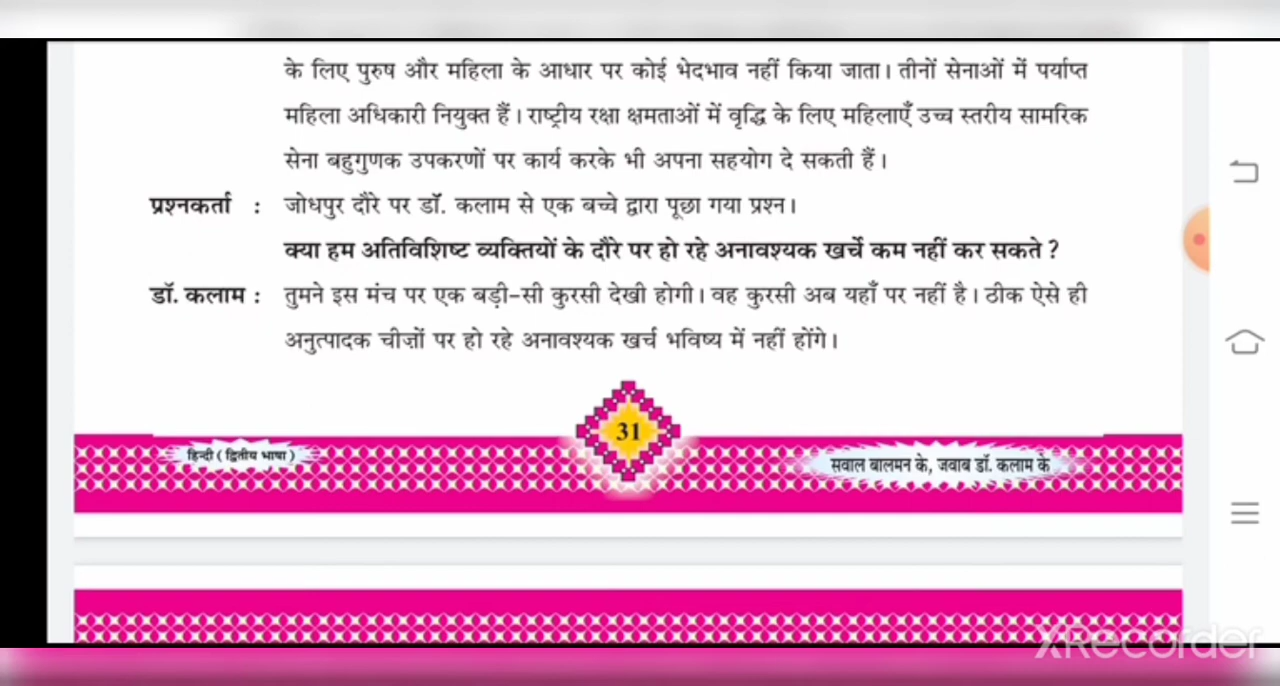 के लिए पुरुष और महिला के आधार पर कोई भेदभाव नहीं किया जाता। तीनों सेनाओं में पर्याप्त
महिला अधिकारी नियुक्त हैं। राष्ट्रीय रक्षा क्षमताओं में वृद्धि के लिए महिलाएँ उच्च स्तरीय सामरिक
सेना बहुगुणक उपकरणों पर कार्य करके भी अपना सहयोग दे सकती हैं।
प्रश्नकर्ता : जोधपुर दौरे पर डॉ. कलाम से एक बच्चे द्वारा पूछा गया प्रश्न।
क्या हम अतिविशिष्ट व्यक्तियों के दौरे पर हो रहे अनावश्यक खर्चे कम नहीं कर सकते ?
डॉ. कलाम : तुमने इस मंच पर एक बड़ी-सी कुरसी देखी होगी। वह कुरसी अब यहाँ पर नहीं है। ठीक ऐसे ही
अनुत्पादक चीज़ों पर हो रहे अनावश्यक खर्च भविष्य में नहीं होंगे।
31
हिन्दी ( द्वितीय भाषा )
सवाल बालमन के, जवाब डॉ. कलाम के
XRecorder